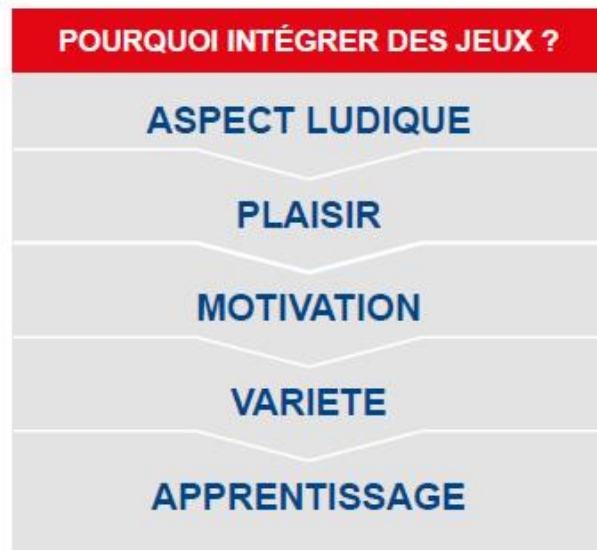 POURQUOI INTÉGRER DES JEUX ?
ASPECT LUDIQUE
PLAISIR
MOTIVATION
VARIETE
APPRENTISSAGE